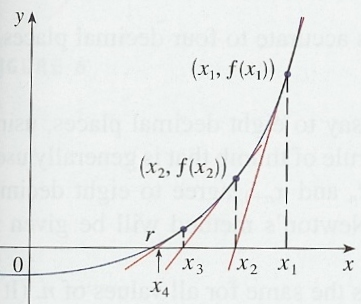 y
(x₁, f(x₁))
(x₂, f(x₂))
r
0
x₄
x₃
x₂
x₁
x